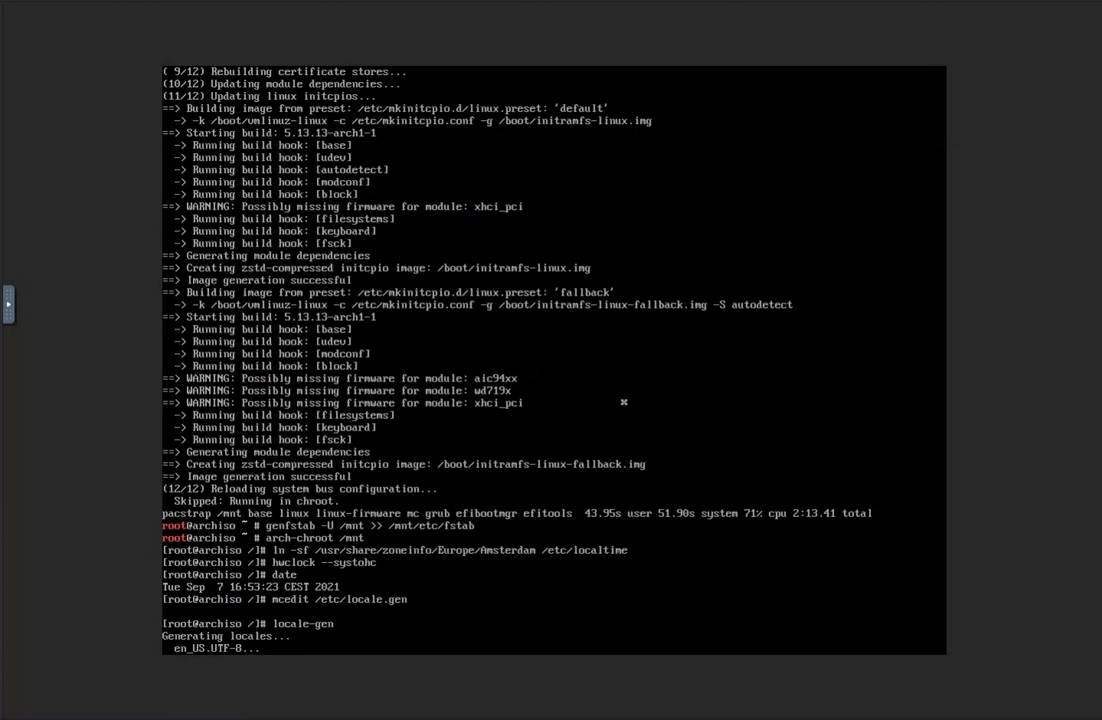 ( 9/12) Rebuilding certificate stores...
(10/12) Updating module dependencies...
(11/12) Updating linux initcpios...
==> Building image from preset: /etc/mkinitcpio.d/linux.preset: 'default'
  -> -k /boot/vmlinuz-linux -c /etc/mkinitcpio.conf -g /boot/initramfs-linux.img
==> Starting build: 5.13.13-arch1-1
  -> Running build hook: [base]
  -> Running build hook: [udev]
  -> Running build hook: [autodetect]
  -> Running build hook: [modconf]
  -> Running build hook: [block]
==> WARNING: Possibly missing firmware for module: xhci_pci
  -> Running build hook: [filesystems]
  -> Running build hook: [keyboard]
  -> Running build hook: [fsck]
==> Generating module dependencies
==> Creating zstd-compressed initcpio image: /boot/initramfs-linux.img
==> Image generation successful
==> Building image from preset: /etc/mkinitcpio.d/linux.preset: 'fallback'
  -> -k /boot/vmlinuz-linux -c /etc/mkinitcpio.conf -g /boot/initramfs-linux-fallback.img -S autodetect
==> Starting build: 5.13.13-arch1-1
  -> Running build hook: [base]
  -> Running build hook: [udev]
  -> Running build hook: [modconf]
  -> Running build hook: [block]
==> WARNING: Possibly missing firmware for module: aic94xx
==> WARNING: Possibly missing firmware for module: wd719x
==> WARNING: Possibly missing firmware for module: xhci_pci
  -> Running build hook: [filesystems]
  -> Running build hook: [keyboard]
  -> Running build hook: [fsck]
==> Generating module dependencies
==> Creating zstd-compressed initcpio image: /boot/initramfs-linux-fallback.img
==> Image generation successful
(12/12) Reloading system bus configuration...
  Skipped: Running in chroot.
pacstrap /mnt base linux linux-firmware mc grub efibootmgr efitools  43.95s user 51.90s system 71% cpu 2:13.41 total
root@archiso ~ # genfstab -U /mnt >> /mnt/etc/fstab
root@archiso ~ # arch-chroot /mnt
[root@archiso /]# ln -sf /usr/share/zoneinfo/Europe/Amsterdam /etc/localtime
[root@archiso /]# hwclock --systohc
[root@archiso /]# date
Tue Sep  7 16:53:23 CEST 2021
[root@archiso /]# mcedit /etc/locale.gen
[root@archiso /]# locale-gen
Generating locales...
  en_US.UTF-8...